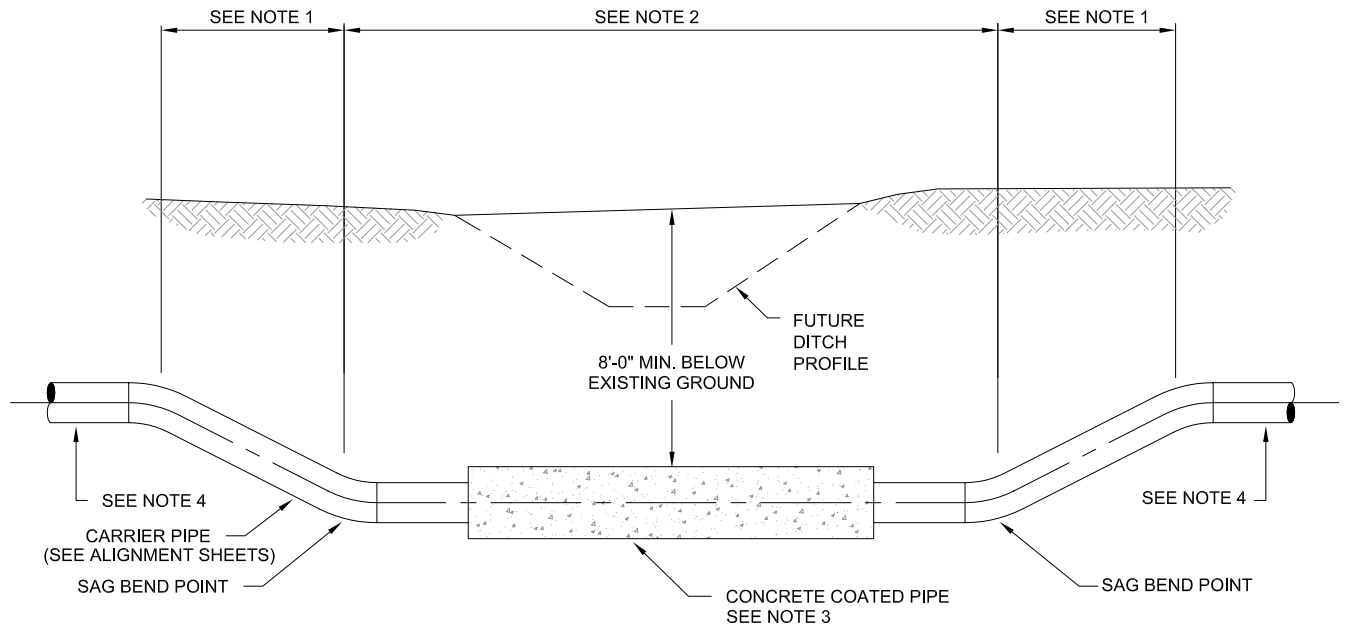 SEE NOTE 1
SEE NOTE 2
SEE NOTE 1
FUTURE
DITCH
PROFILE
8'-0" MIN. BELOW
EXISTING GROUND
SEE NOTE 4
SEE NOTE 4
CARRIER PIPE
(SEE ALIGNMENT SHEETS)
SAG BEND POINT
SAG BEND POINT
CONCRETE COATED PIPE
SEE NOTE 3